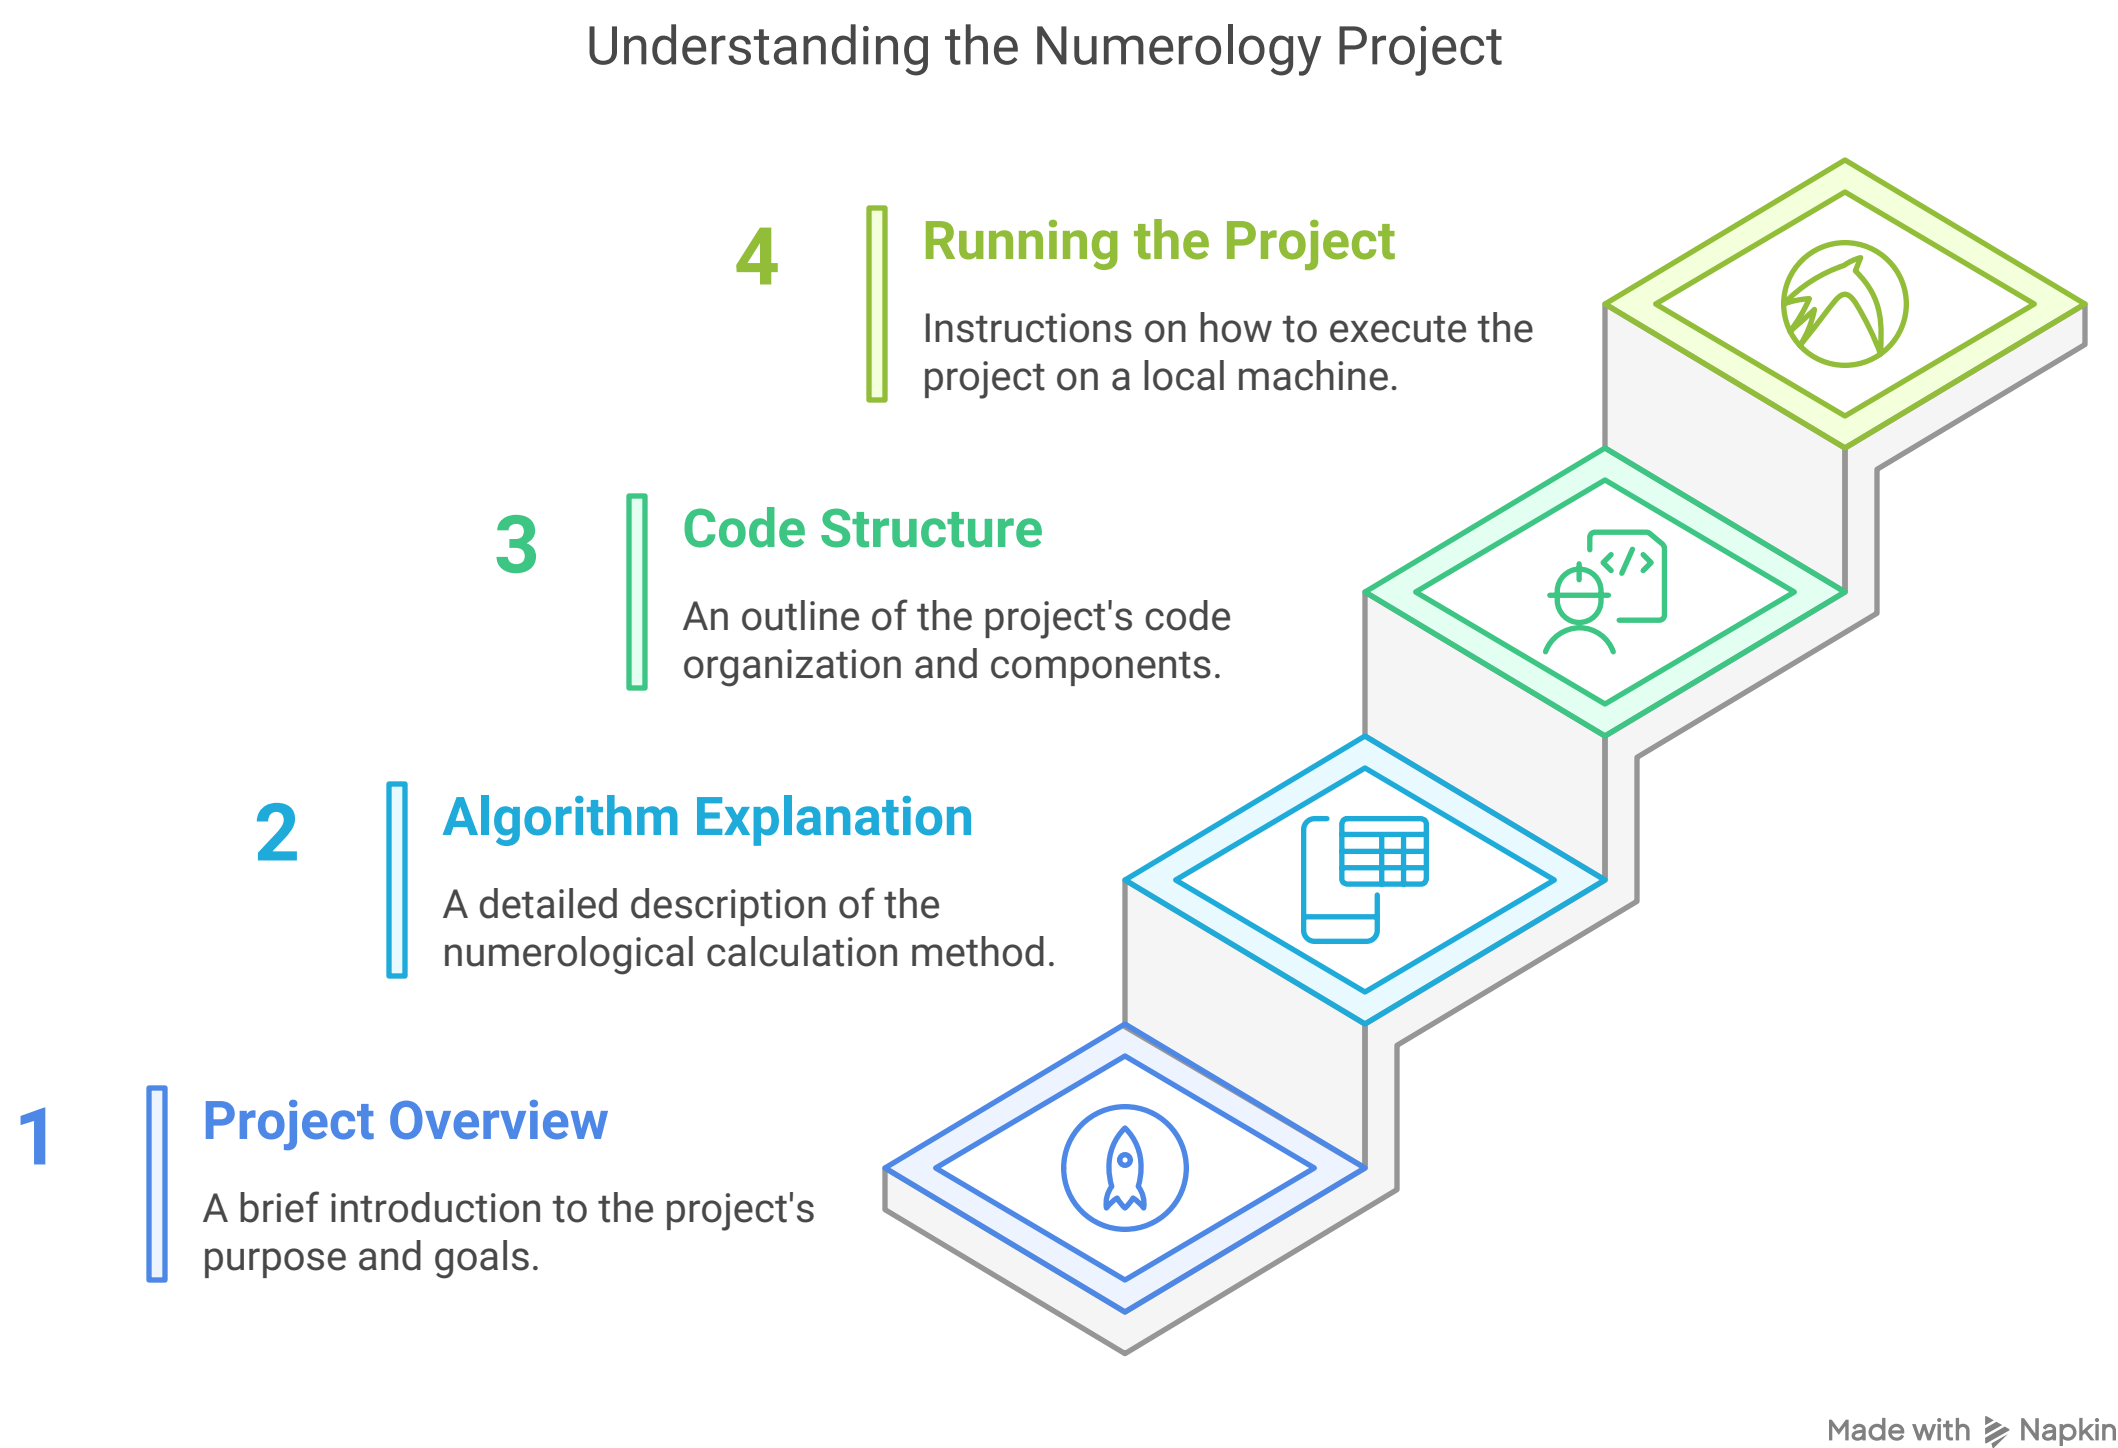 Understanding the Numerology Project
4
Running the Project
Instructions on how to execute the
project on a local machine.
3
Code Structure
An outline of the project's code
organization and components.
2
Algorithm Explanation
A detailed description of the
numerological calculation method.
1
Project Overview
A brief introduction to the project's
purpose and goals.
Made with Napkin